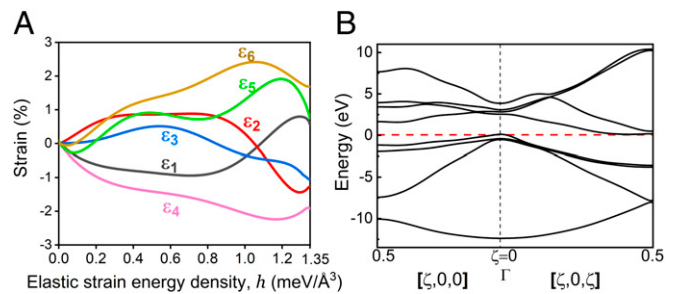 A
3
2
1
0
-1
-2
-3
Strain (%)
ε6
ε5
ε2
ε3
ε1
ε4
0.0 0.2 0.4 0.6 0.8 1.0 1.2 1.35
Elastic strain energy density, h (meV/Å³)
B
10
5
0
-5
-10
Energy (eV)
0.5 ζ=0 0.5
[ζ,0,0] Γ [ζ,0,ζ]